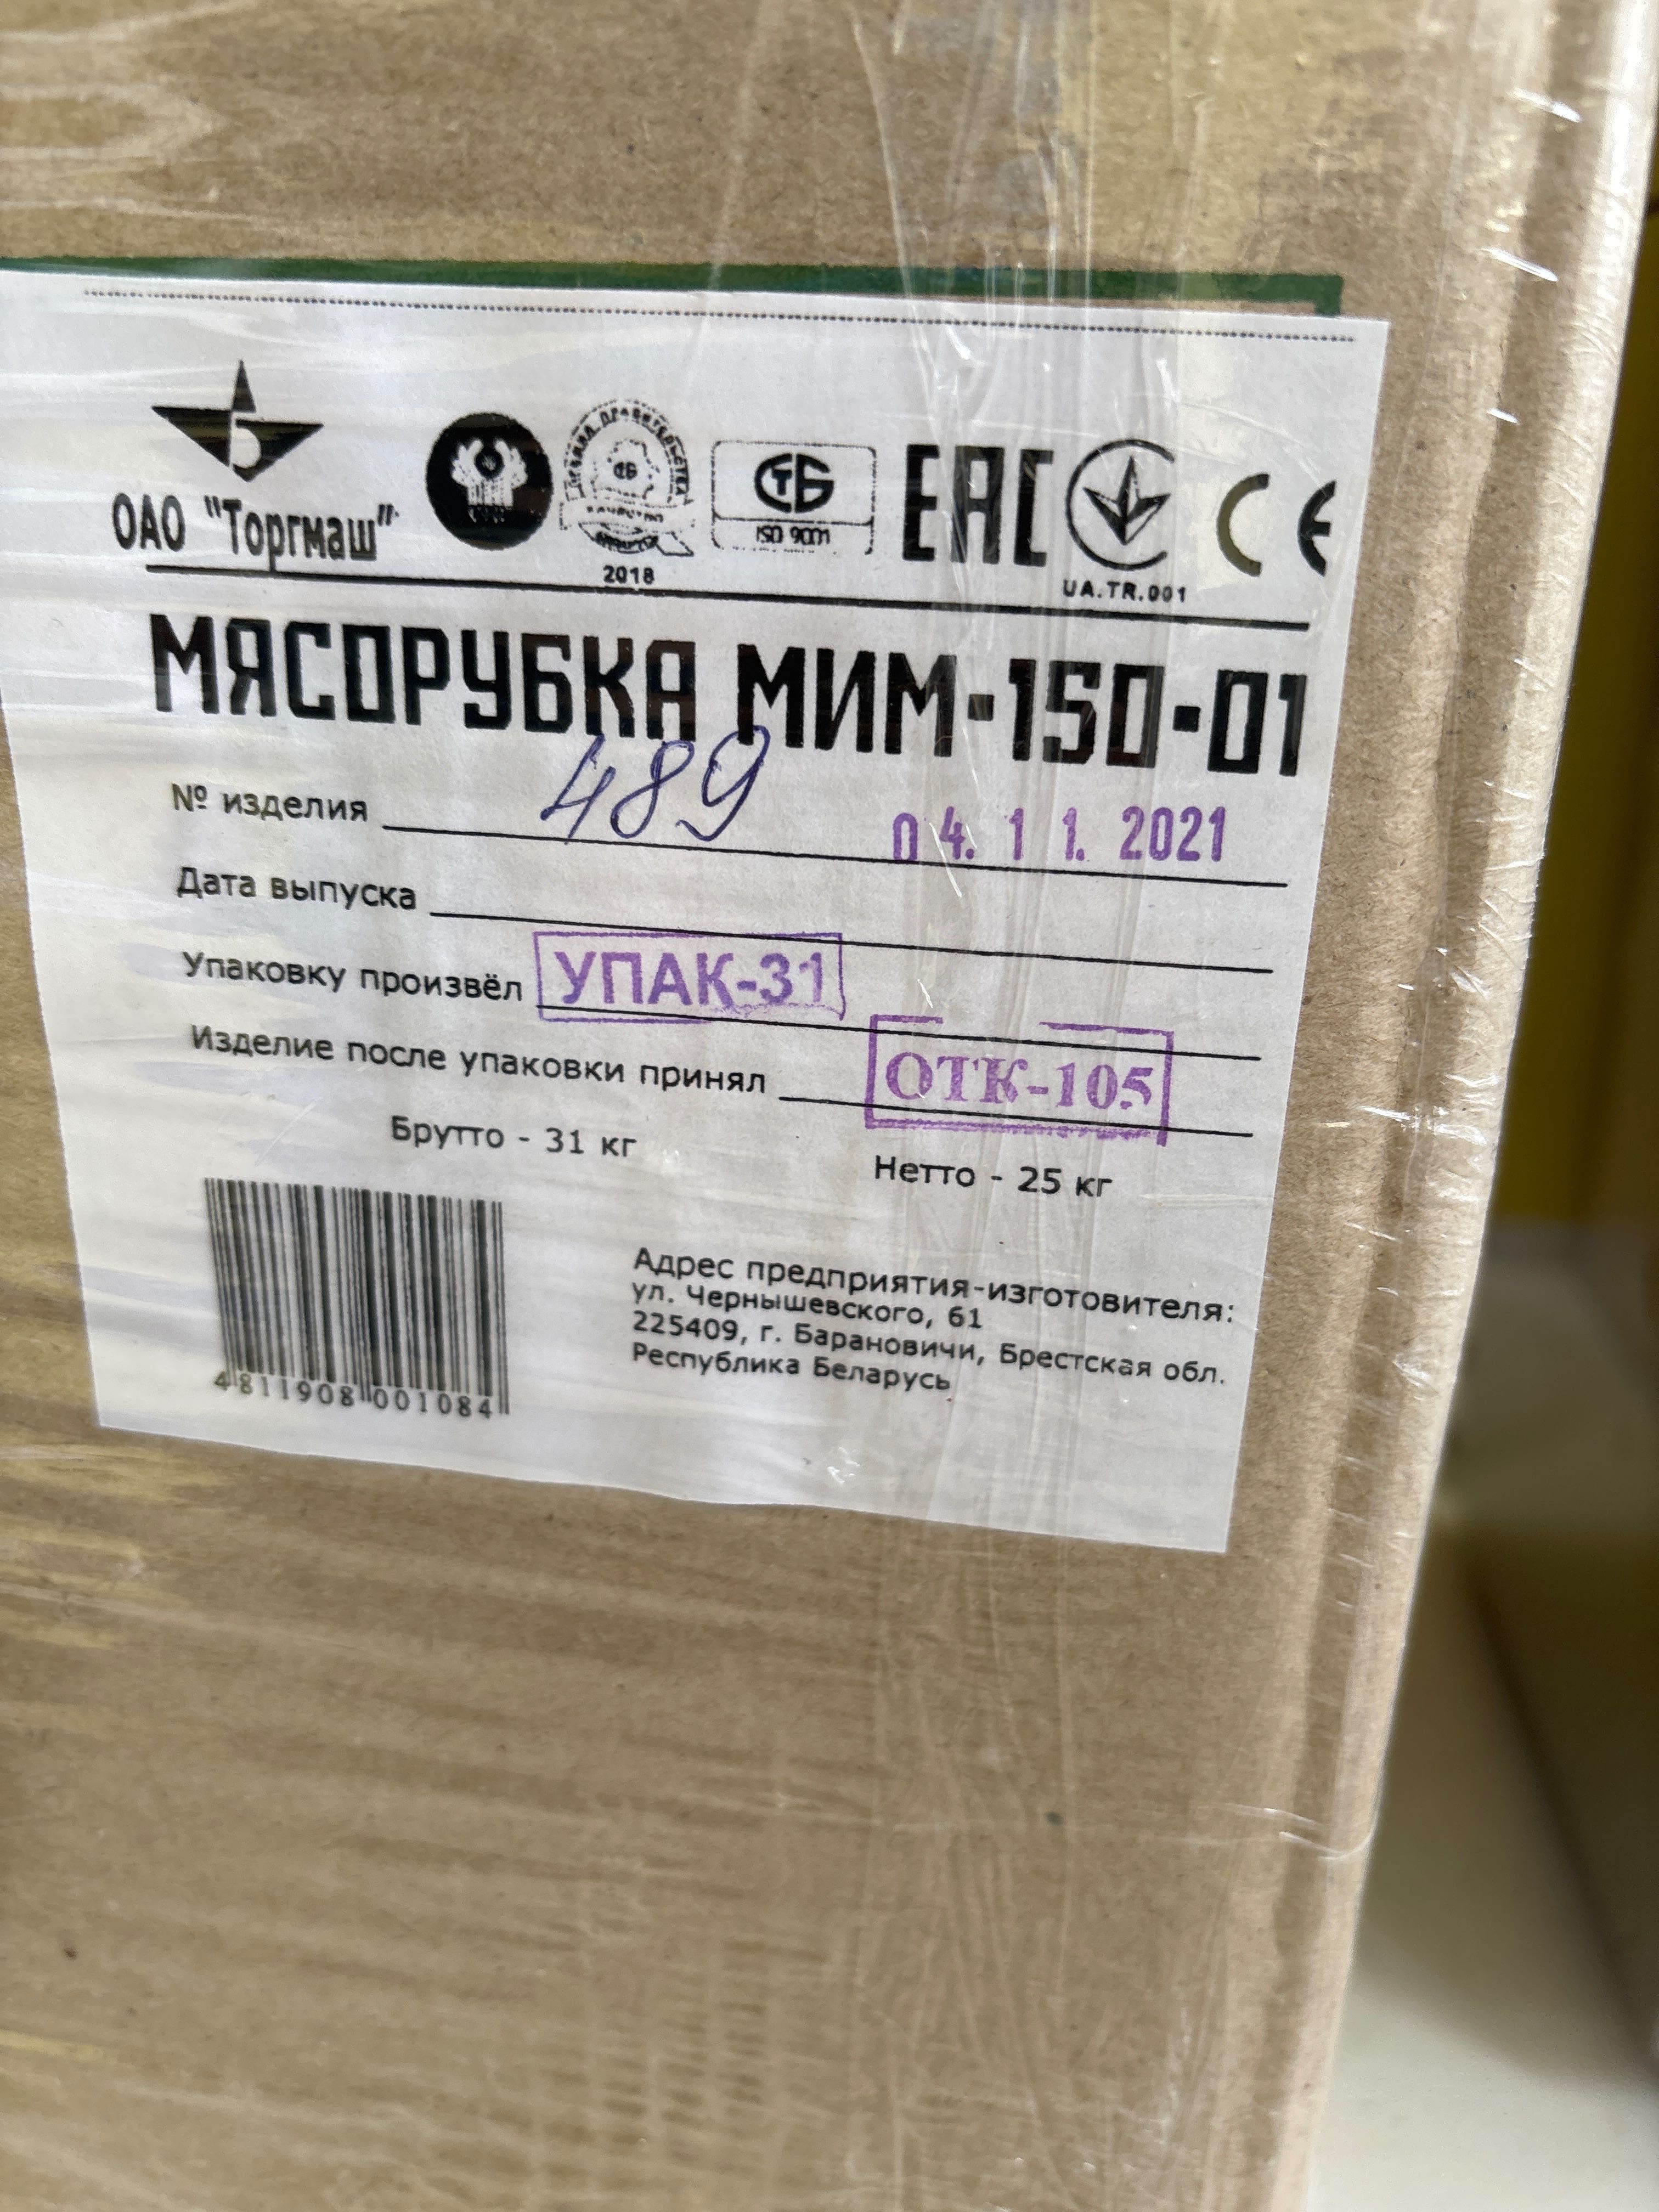 Б
ОАО "Торгмаш"
2018
СТБ
ISO 9001
ЕАС
UA.TR.001
CE
МЯСОРУБКА МИМ-150-01
№ изделия 489 04.11.2021
Дата выпуска
Упаковку произвёл УПАК-31
Изделие после упаковки принял ОТК-105
Брутто - 31 кг Нетто - 25 кг
4811908001084
Адрес предприятия-изготовителя:
ул. Чернышевского, 61
225409, г. Барановичи, Брестская обл.
Республика Беларусь